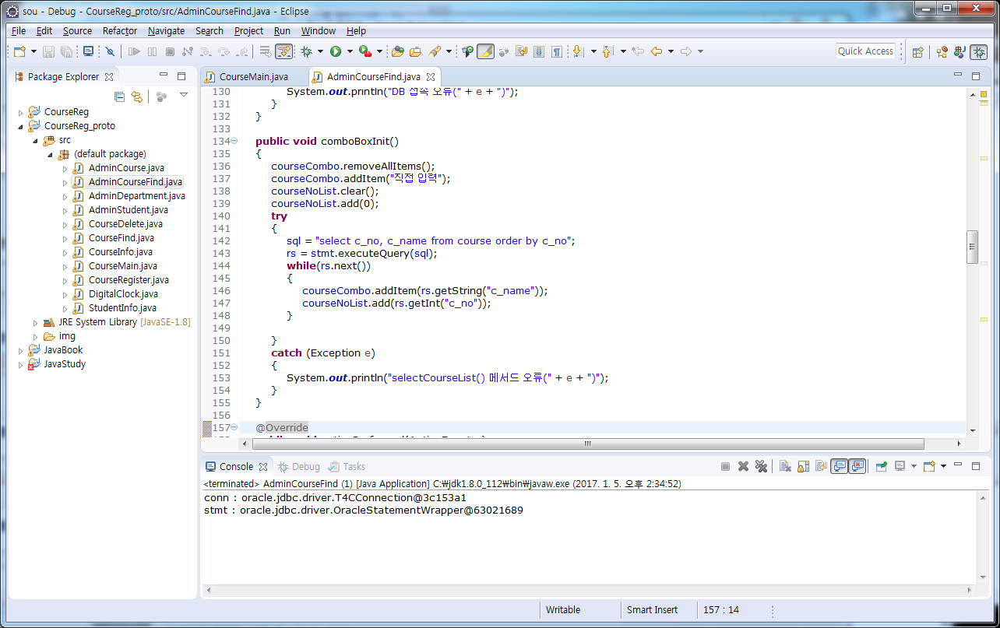 sou - Debug - CourseReg_proto/src/AdminCourseFind.java - Eclipse
File Edit Source Refactor Navigate Search Project Run Window Help
Quick Access
Package Explorer
CourseReg
CourseReg_proto
src
(default package)
AdminCourse.java
AdminCourseFind.java
AdminDepartment.java
AdminStudent.java
CourseDelete.java
CourseFind.java
CourseInfo.java
CourseMain.java
CourseRegister.java
DigitalClock.java
StudentInfo.java
JRE System Library [JavaSE-1.8]
img
JavaBook
JavaStudy
CourseMain.java AdminCourseFind.java
130 System.out.println("DB 접속 오류(" + e + ")");
131 }
132 }
133
134 public void comboBoxInit()
135 {
136 courseCombo.removeAllItems();
137 courseCombo.addItem("직접 입력");
138 courseNoList.clear();
139 courseNoList.add(0);
140 try
141 {
142 sql = "select c_no, c_name from course order by c_no";
143 rs = stmt.executeQuery(sql);
144 while(rs.next())
145 {
146 courseCombo.addItem(rs.getString("c_name"));
147 courseNoList.add(rs.getInt("c_no"));
148 }
149
150 }
151 catch (Exception e)
152 {
153 System.out.println("selectCourseList() 메서드 오류(" + e + ")");
154 }
155 }
156
157 @Override
Console Debug Tasks
<terminated> AdminCourseFind (1) [Java Application] C:₩jdk1.8.0_112₩bin₩javaw.exe (2017. 1. 5. 오후 2:34:52)
conn : oracle.jdbc.driver.T4CConnection@3c153a1
stmt : oracle.jdbc.driver.OracleStatementWrapper@63021689
Writable Smart Insert 157 : 14